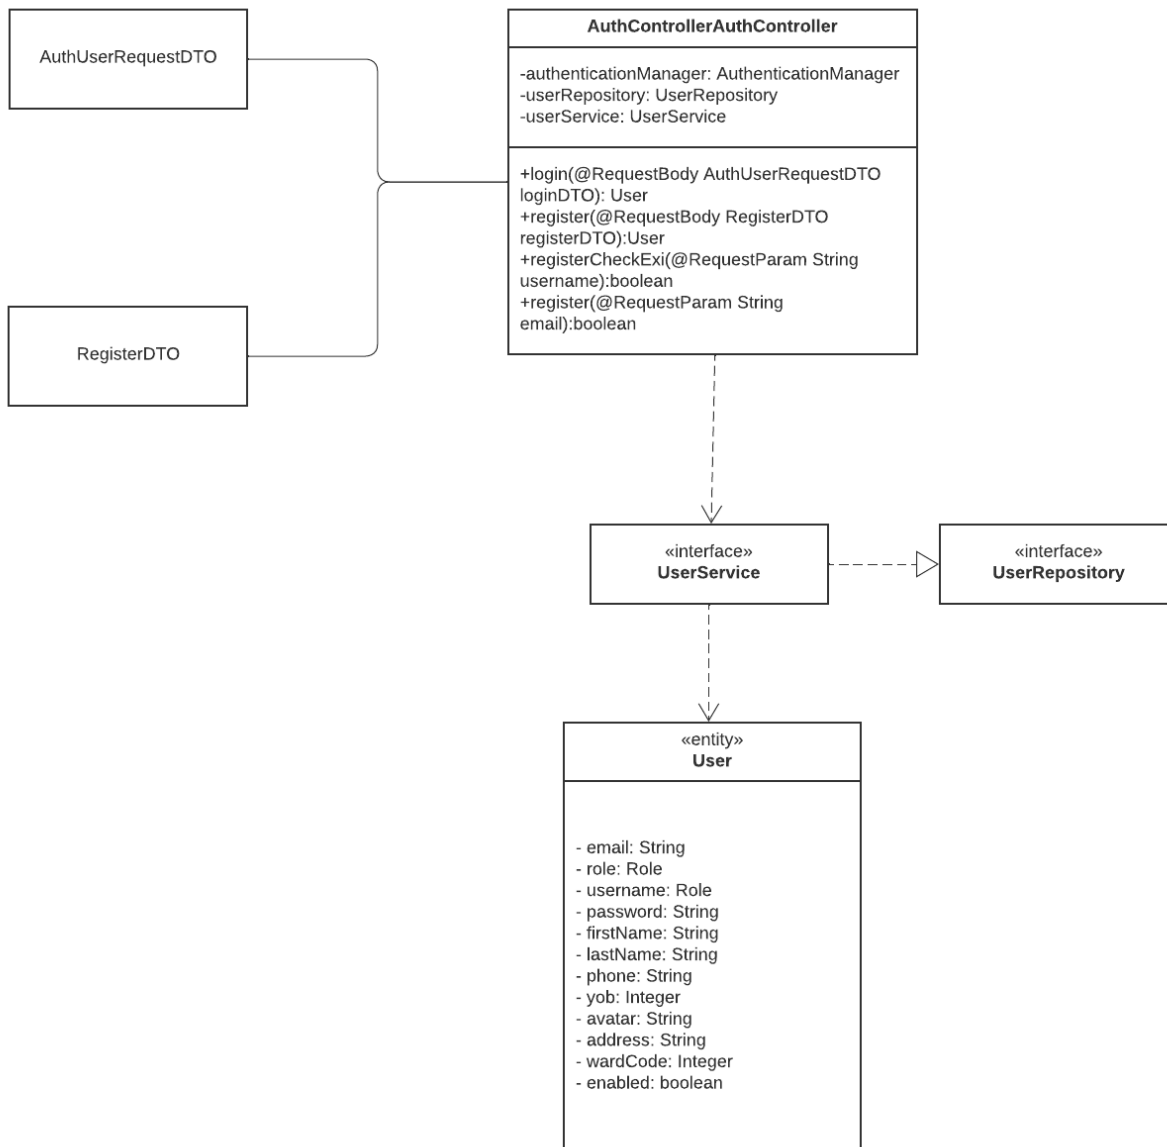 AuthUserRequestDTO
RegisterDTO
AuthControllerAuthController
-authenticationManager: AuthenticationManager
-userRepository: UserRepository
-userService: UserService
+login(@RequestBody AuthUserRequestDTO
loginDTO): User
+register(@RequestBody RegisterDTO
registerDTO):User
+registerCheckExi(@RequestParam String
username):boolean
+register(@RequestParam String
email):boolean
«interface»
UserService
«interface»
UserRepository
«entity»
User
- email: String
- role: Role
- username: Role
- password: String
- firstName: String
- lastName: String
- phone: String
- yob: Integer
- avatar: String
- address: String
- wardCode: Integer
- enabled: boolean